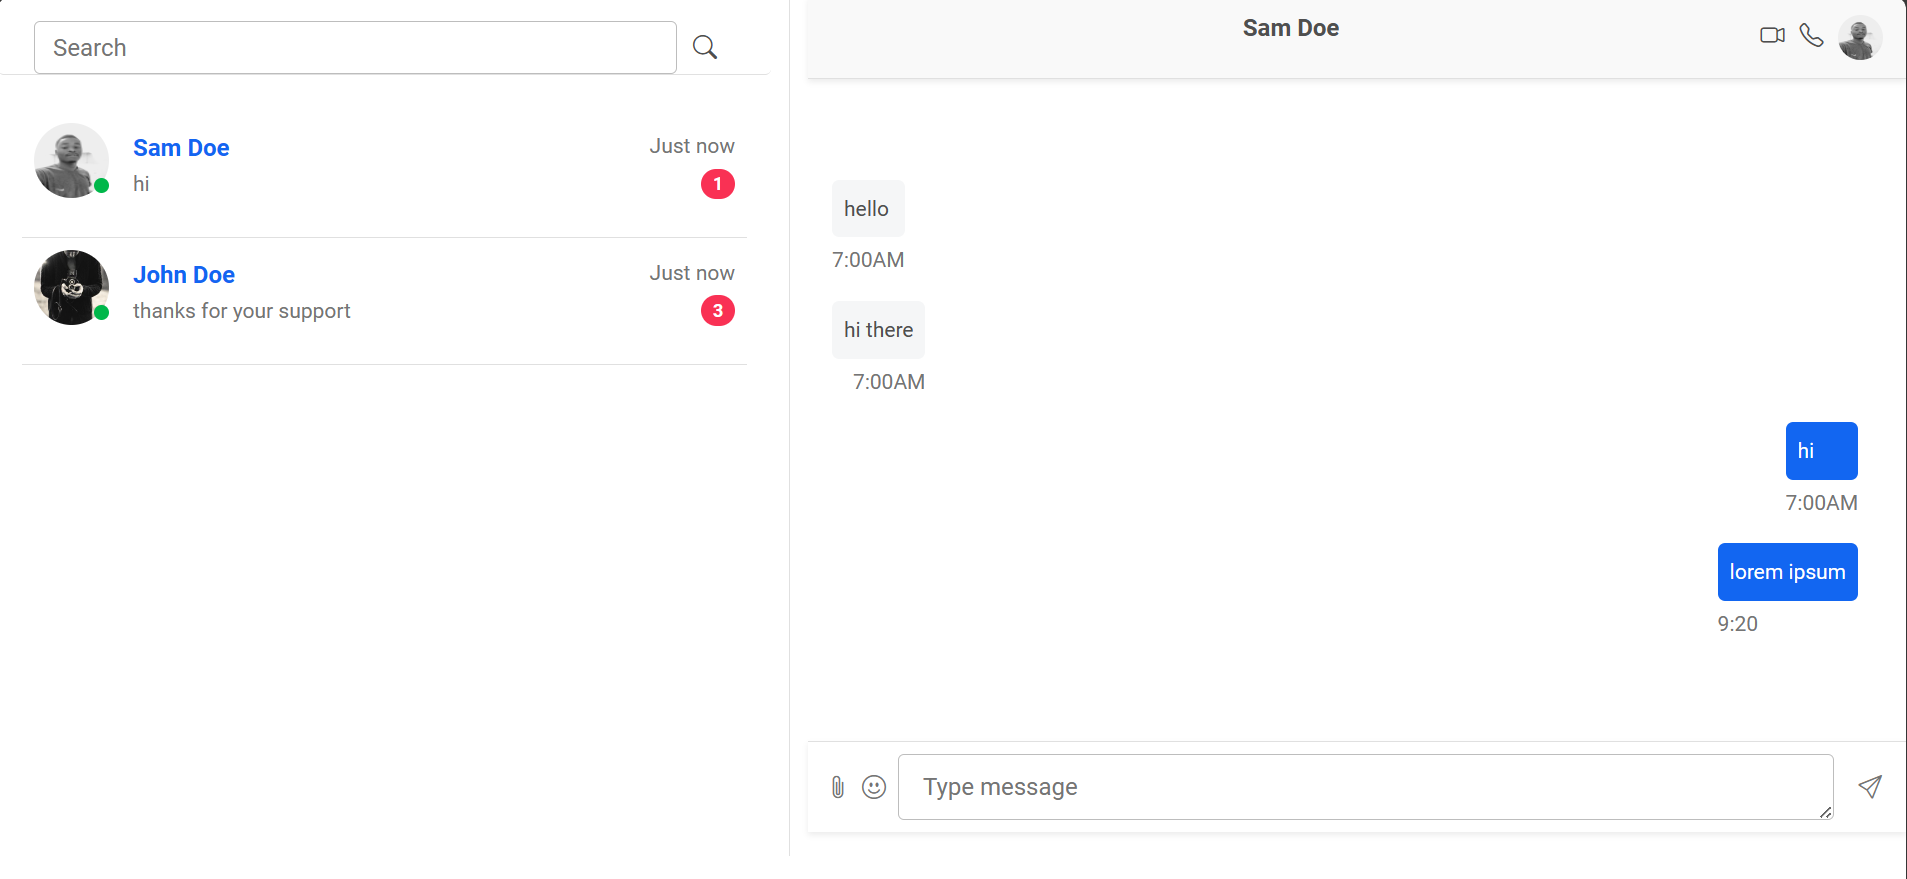 Search
Sam Doe
Just now
hi
1
John Doe
Just now
thanks for your support
3
Sam Doe
hello
7:00AM
hi there
7:00AM
hi
7:00AM
lorem ipsum
9:20
Type message